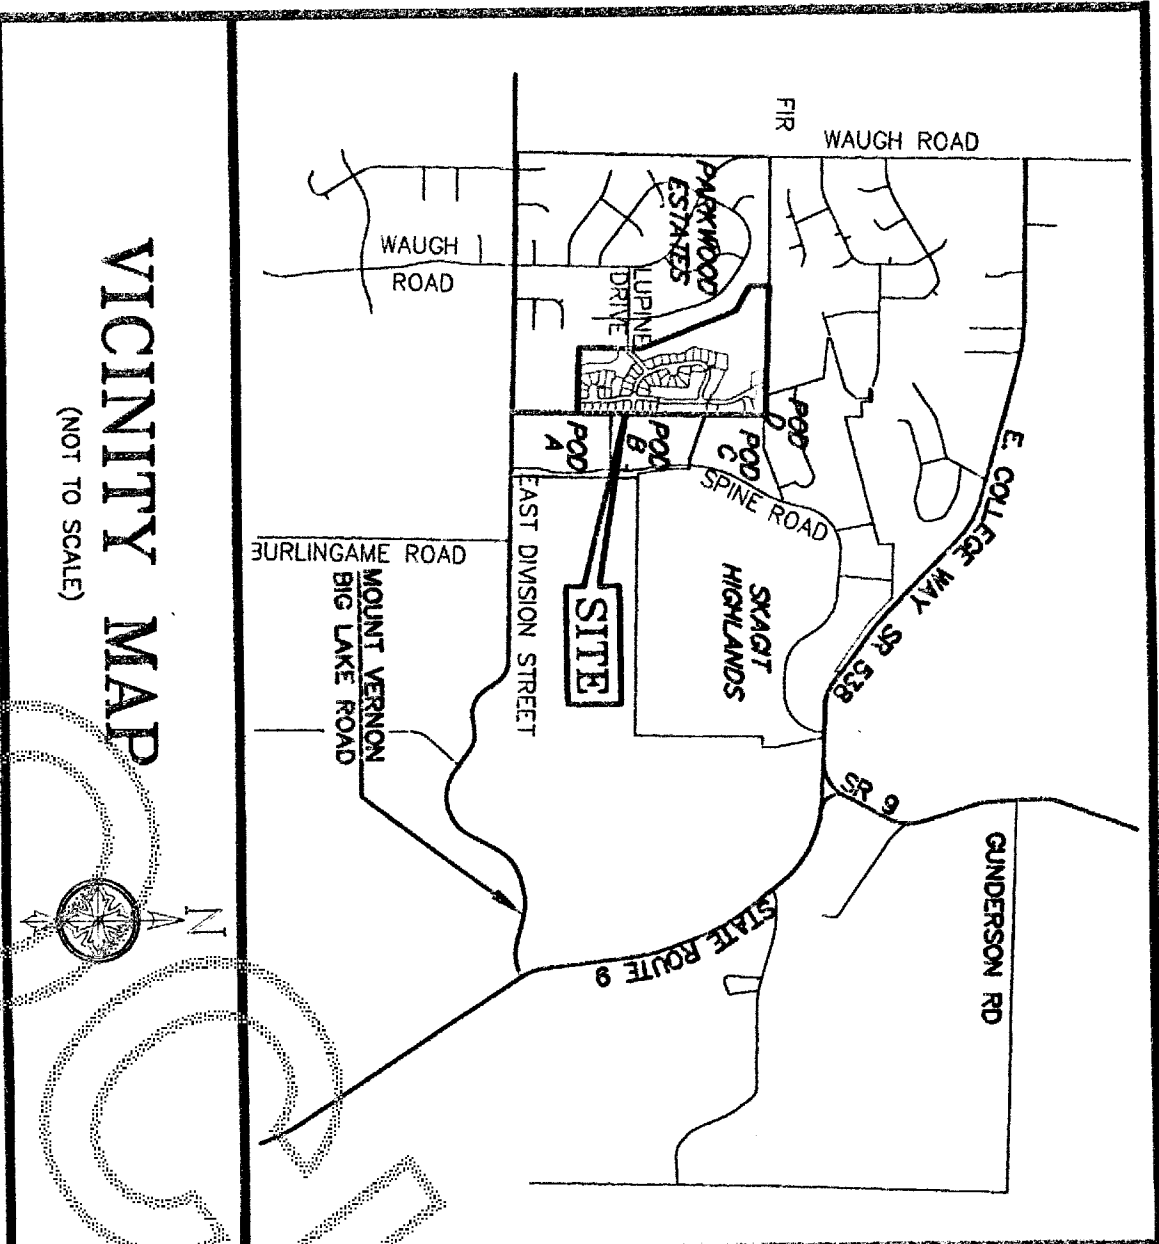 FIR
WAUGH ROAD
PARKWOOD
ESTATES
WAUGH
ROAD
LUPINE
DRIVE
POD
D
POD
C
POD
B
POD
A
SPINE ROAD
E. COLLEGE WAY SR 538
EAST DIVISION STREET
BURLINGAME ROAD
SITE
SKAGIT
HIGHLANDS
MOUNT VERNON
BIG LAKE ROAD
SR 9
GUNDERSON RD
STATE ROUTE 9
VICINITY MAP
(NOT TO SCALE)
N